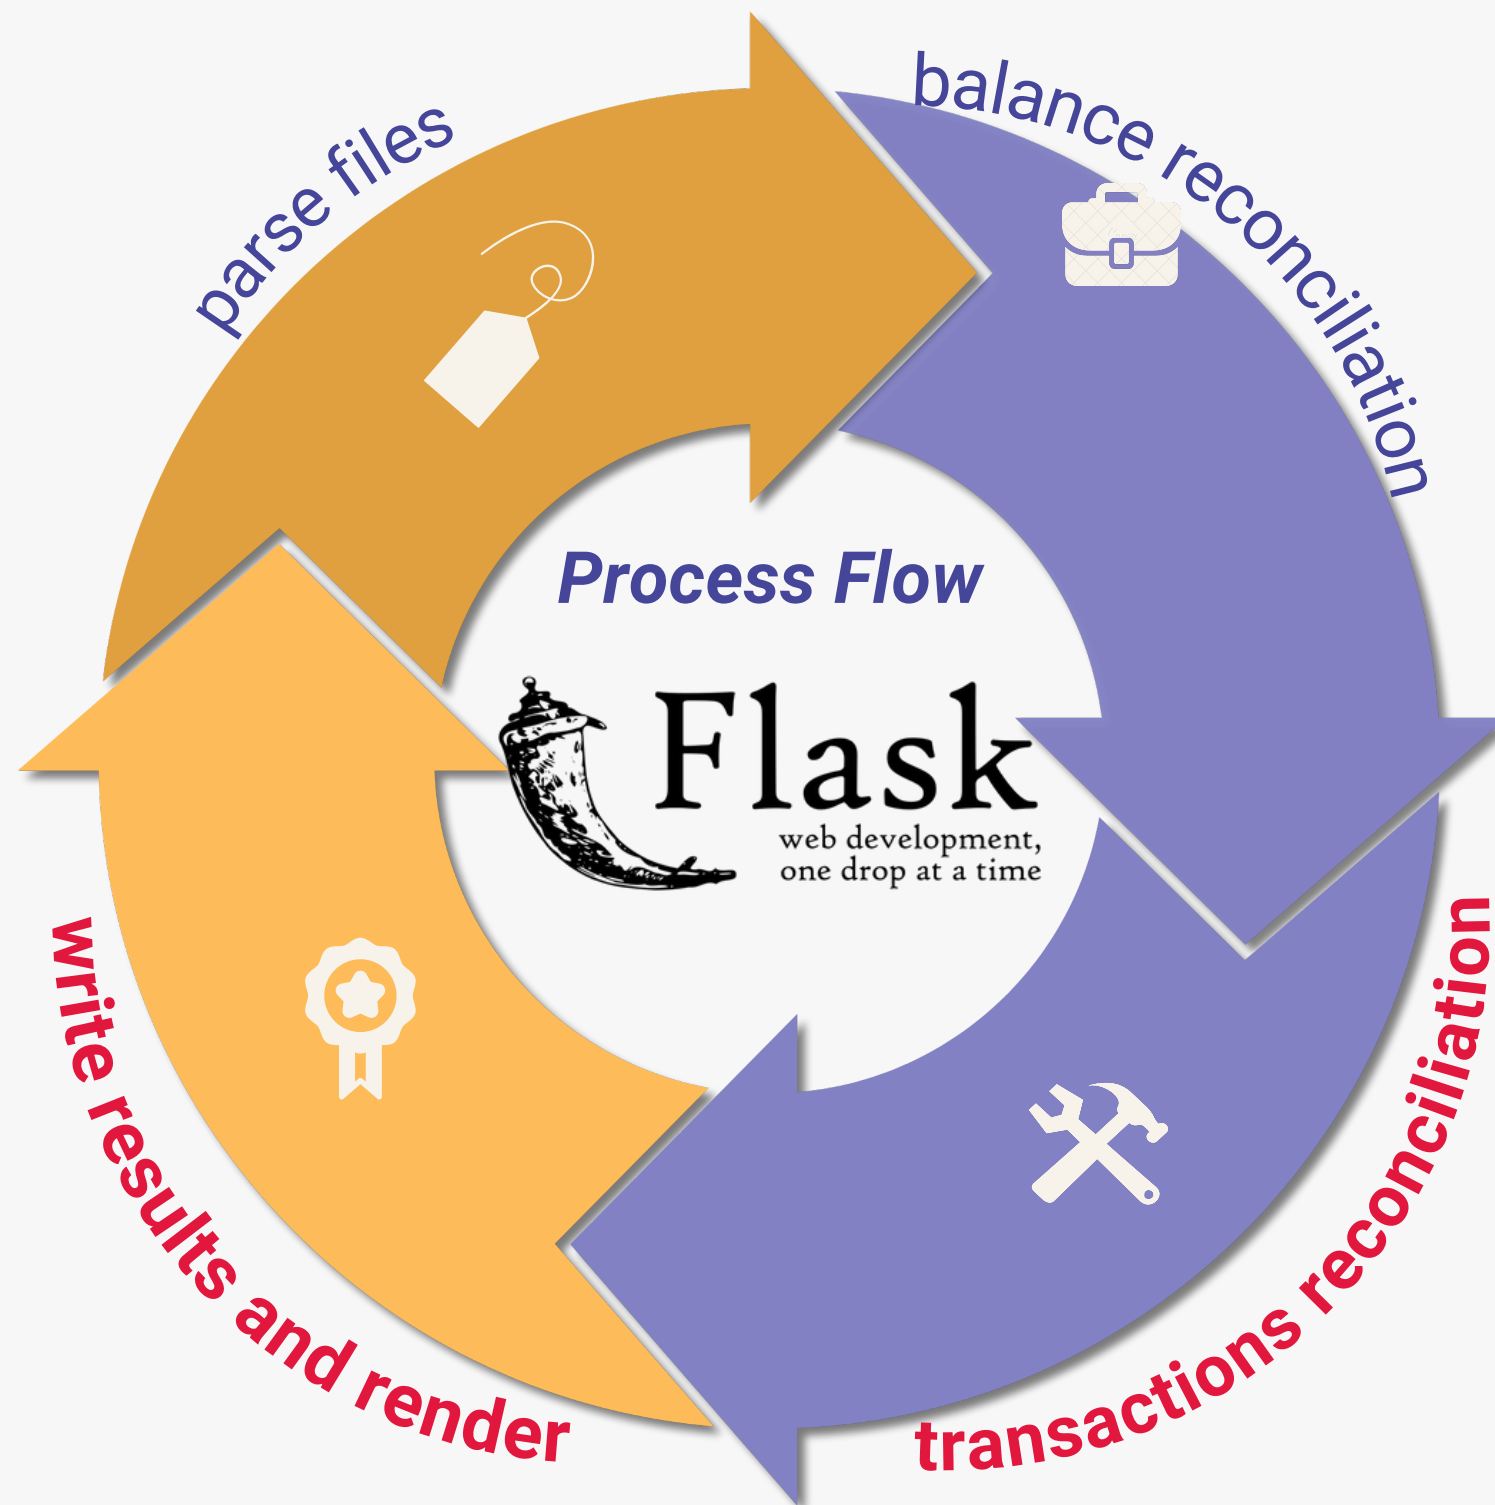 parse files
balance reconciliation
Process Flow
Flask
web development,
one drop at a time
transactions reconciliation
write results and render